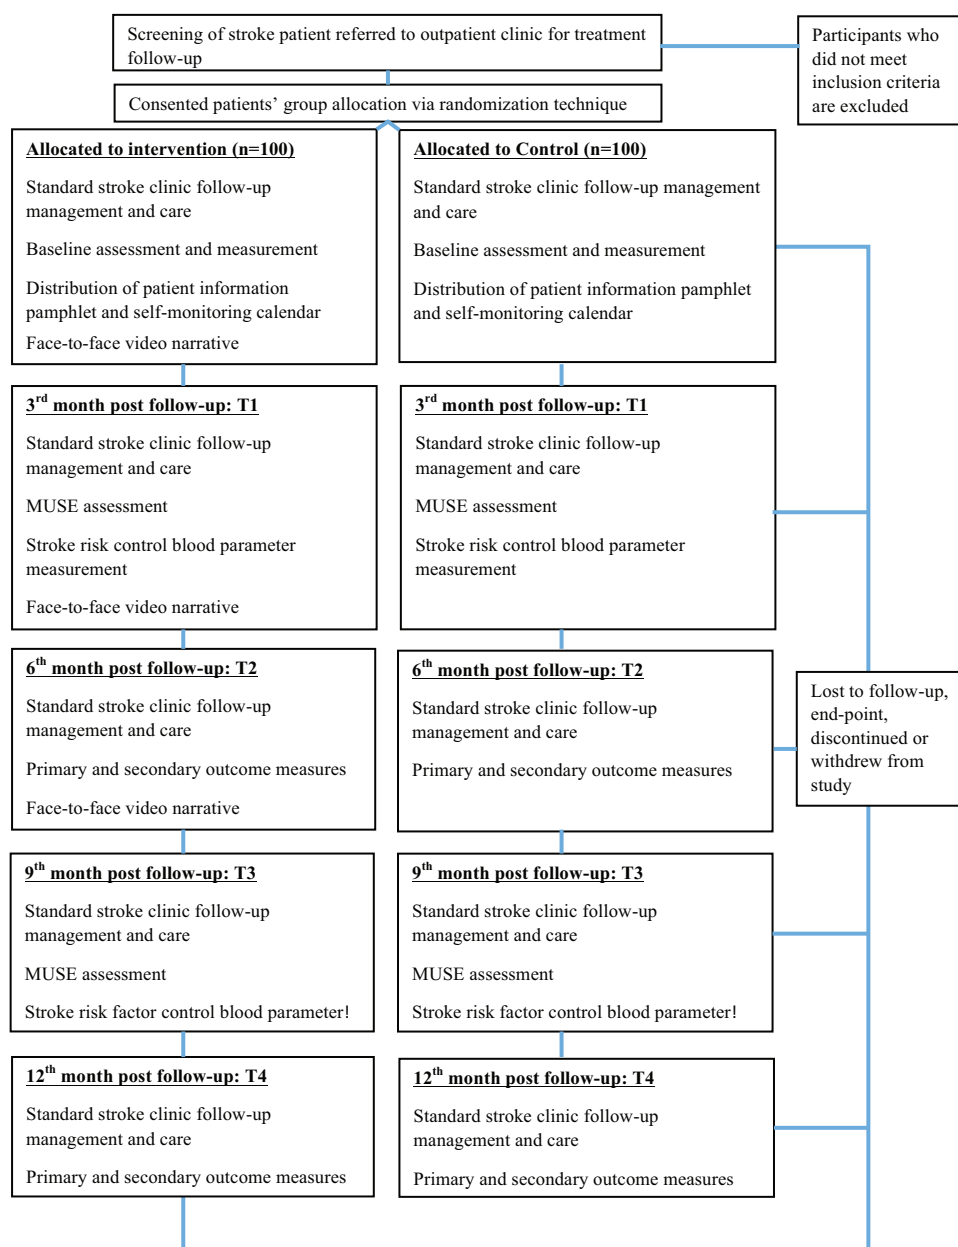 Screening of stroke patient referred to outpatient clinic for treatment
follow-up
Participants who
did not meet
inclusion criteria
are excluded
Consented patients’ group allocation via randomization technique
Allocated to intervention (n=100)
Standard stroke clinic follow-up
management and care
Baseline assessment and measurement
Distribution of patient information
pamphlet and self-monitoring calendar
Face-to-face video narrative
Allocated to Control (n=100)
Standard stroke clinic follow-up management
and care
Baseline assessment and measurement
Distribution of patient information pamphlet
and self-monitoring calendar
3rd month post follow-up: T1
Standard stroke clinic follow-up
management and care
MUSE assessment
Stroke risk control blood parameter
measurement
Face-to-face video narrative
3rd month post follow-up: T1
Standard stroke clinic follow-up
management and care
MUSE assessment
Stroke risk control blood parameter
measurement
6th month post follow-up: T2
Standard stroke clinic follow-up
management and care
Primary and secondary outcome measures
Face-to-face video narrative
6th month post follow-up: T2
Standard stroke clinic follow-up
management and care
Primary and secondary outcome measures
Lost to follow-up,
end-point,
discontinued or
withdrew from
study
9th month post follow-up: T3
Standard stroke clinic follow-up
management and care
MUSE assessment
Stroke risk factor control blood parameter!
9th month post follow-up: T3
Standard stroke clinic follow-up
management and care
MUSE assessment
Stroke risk factor control blood parameter!
12th month post follow-up: T4
Standard stroke clinic follow-up
management and care
Primary and secondary outcome measures
12th month post follow-up: T4
Standard stroke clinic follow-up
management and care
Primary and secondary outcome measures